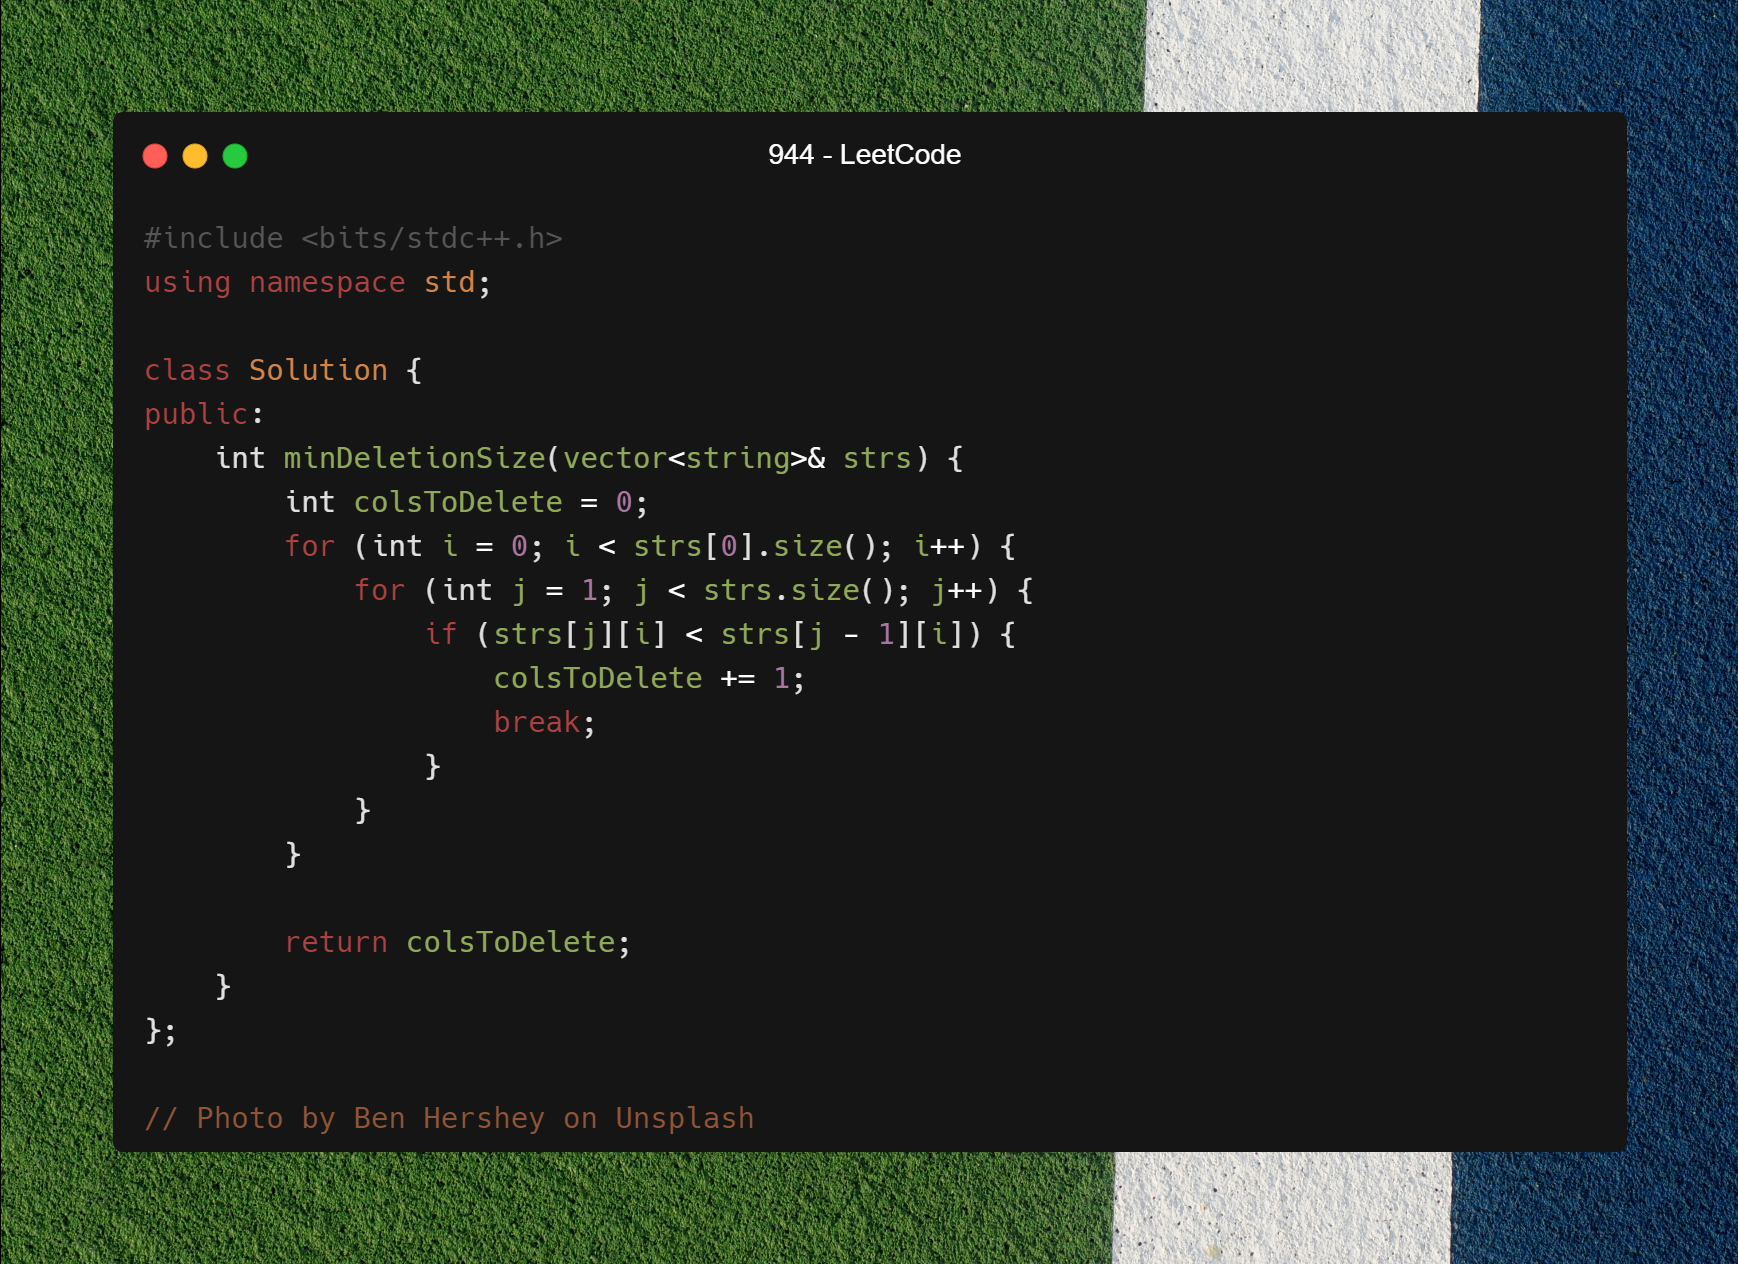 944 - LeetCode
#include <bits/stdc++.h>
using namespace std;
class Solution {
public:
    int minDeletionSize(vector<string>& strs) {
        int colsToDelete = 0;
        for (int i = 0; i < strs[0].size(); i++) {
            for (int j = 1; j < strs.size(); j++) {
                if (strs[j][i] < strs[j - 1][i]) {
                    colsToDelete += 1;
                    break;
                }
            }
        }
        return colsToDelete;
    }
};
// Photo by Ben Hershey on Unsplash